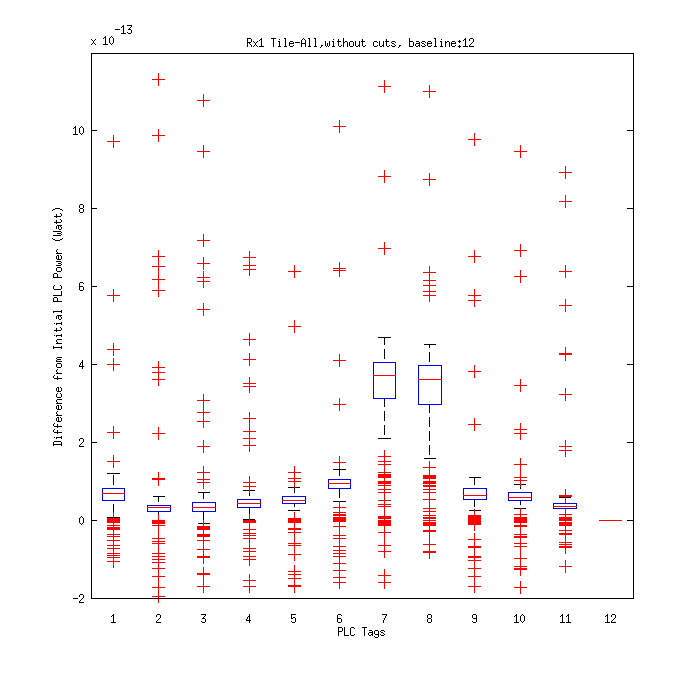 x 10^-13
Rx1 Tile-All,without cuts, baseline:12
10
8
6
4
2
0
-2
Difference from Initial PLC Power (Watt)
1 2 3 4 5 6 7 8 9 10 11 12
PLC Tags